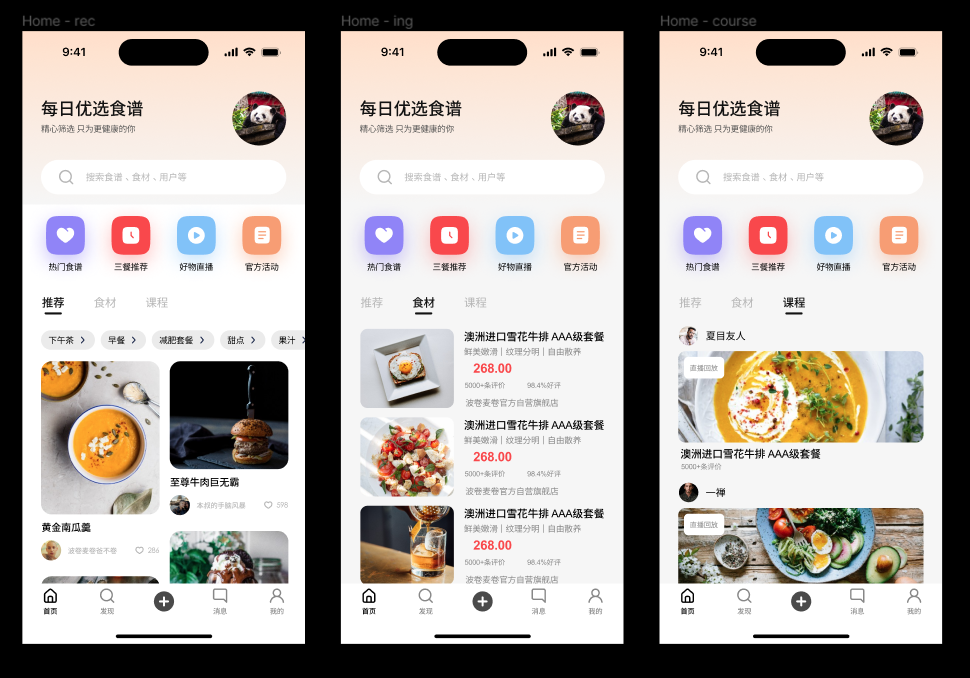 Home - rec
9:41
每日优选食谱
精心筛选 只为更健康的你
搜索食谱、食材、用户等
热门食谱 三餐推荐 好物直播 官方活动
推荐 食材 课程
下午茶 早餐 减肥套餐 甜点 果汁
黄金南瓜羹
波卷麦卷爸不卷 286
至尊牛肉巨无霸
本叔的手脑风暴 598
首页 发现 消息 我的
Home - ing
9:41
每日优选食谱
精心筛选 只为更健康的你
搜索食谱、食材、用户等
热门食谱 三餐推荐 好物直播 官方活动
推荐 食材 课程
澳洲进口雪花牛排 AAA级套餐
鲜美嫩滑｜纹理分明｜自由散养
268.00
5000+条评价 98.4%好评
波卷麦卷官方自营旗舰店
澳洲进口雪花牛排 AAA级套餐
鲜美嫩滑｜纹理分明｜自由散养
268.00
5000+条评价 98.4%好评
波卷麦卷官方自营旗舰店
澳洲进口雪花牛排 AAA级套餐
鲜美嫩滑｜纹理分明｜自由散养
268.00
5000+条评价 98.4%好评
波卷麦卷官方自营旗舰店
首页 发现 消息 我的
Home - course
9:41
每日优选食谱
精心筛选 只为更健康的你
搜索食谱、食材、用户等
热门食谱 三餐推荐 好物直播 官方活动
推荐 食材 课程
夏目友人
直播回放
澳洲进口雪花牛排 AAA级套餐
5000+条评价
一禅
直播回放
首页 发现 消息 我的